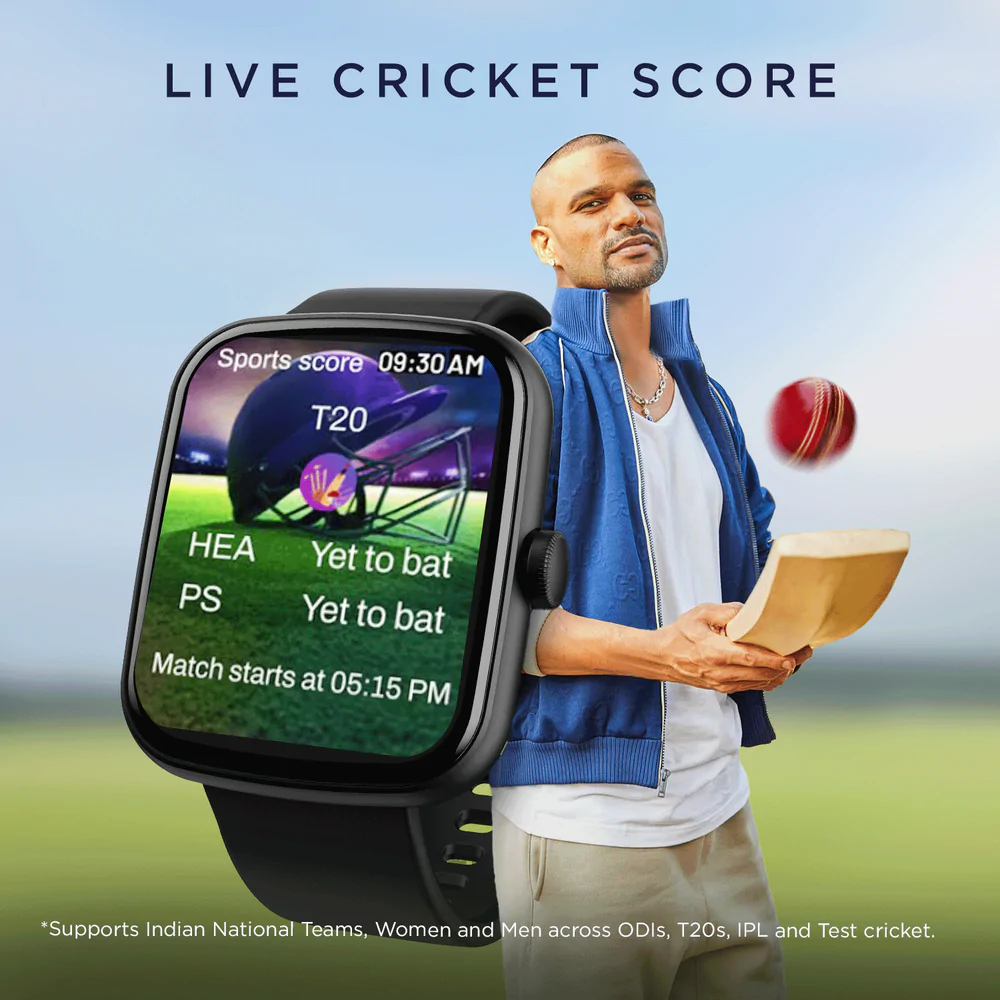 LIVE CRICKET SCORE
Sports score 09:30 AM
T20
HEA Yet to bat
PS Yet to bat
Match starts at 05:15 PM
*Supports Indian National Teams, Women and Men across ODIs, T20s, IPL and Test cricket.